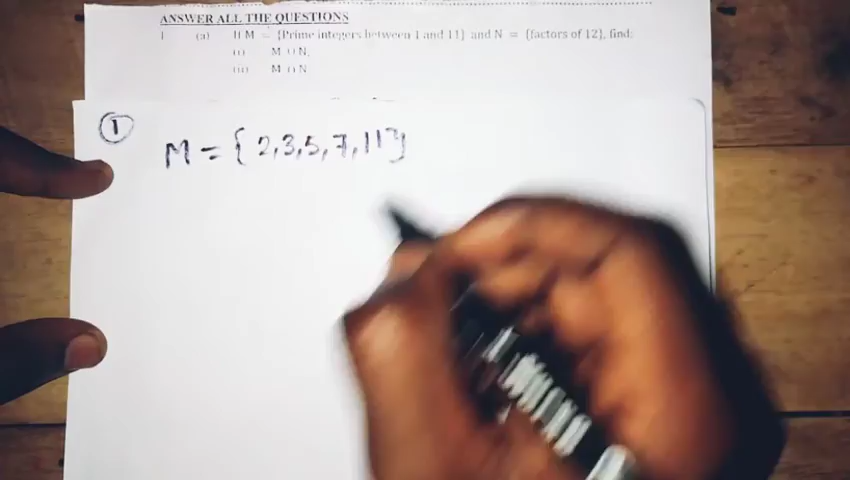 ANSWER ALL THE QUESTIONS
1 (a) If M = {Prime integers between 1 and 11} and N = {factors of 12}, find:
(i) M ∪ N,
(ii) M ∩ N
①
M = {2,3,5,7,11}